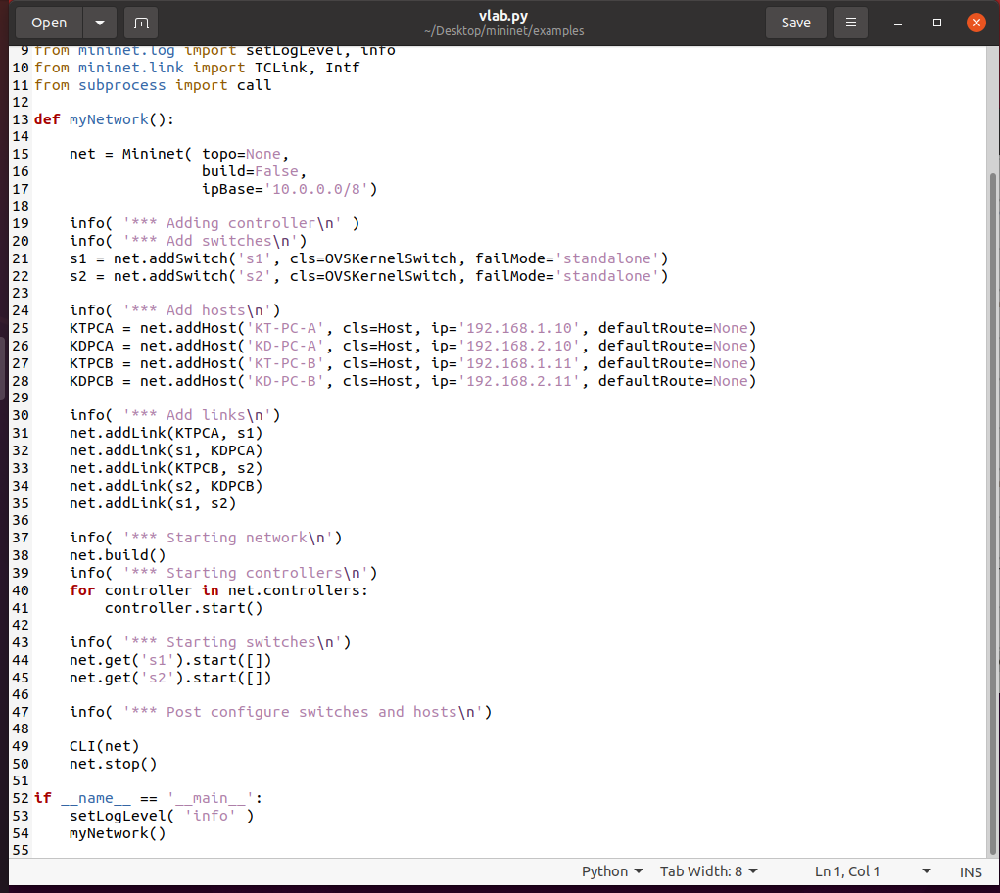 Open
vlab.py
~/Desktop/mininet/examples
Save
9 from mininet.log import setLogLevel, info
10 from mininet.link import TCLink, Intf
11 from subprocess import call
12
13 def myNetwork():
14
15     net = Mininet( topo=None,
16                    build=False,
17                    ipBase='10.0.0.0/8')
18
19     info( '*** Adding controller\n' )
20     info( '*** Add switches\n')
21     s1 = net.addSwitch('s1', cls=OVSKernelSwitch, failMode='standalone')
22     s2 = net.addSwitch('s2', cls=OVSKernelSwitch, failMode='standalone')
23
24     info( '*** Add hosts\n')
25     KTPCA = net.addHost('KT-PC-A', cls=Host, ip='192.168.1.10', defaultRoute=None)
26     KDPCA = net.addHost('KD-PC-A', cls=Host, ip='192.168.2.10', defaultRoute=None)
27     KTPCB = net.addHost('KT-PC-B', cls=Host, ip='192.168.1.11', defaultRoute=None)
28     KDPCB = net.addHost('KD-PC-B', cls=Host, ip='192.168.2.11', defaultRoute=None)
29
30     info( '*** Add links\n')
31     net.addLink(KTPCA, s1)
32     net.addLink(s1, KDPCA)
33     net.addLink(KTPCB, s2)
34     net.addLink(s2, KDPCB)
35     net.addLink(s1, s2)
36
37     info( '*** Starting network\n')
38     net.build()
39     info( '*** Starting controllers\n')
40     for controller in net.controllers:
41         controller.start()
42
43     info( '*** Starting switches\n')
44     net.get('s1').start([])
45     net.get('s2').start([])
46
47     info( '*** Post configure switches and hosts\n')
48
49     CLI(net)
50     net.stop()
51
52 if __name__ == '__main__':
53     setLogLevel( 'info' )
54     myNetwork()
55
Python Tab Width: 8 Ln 1, Col 1 INS